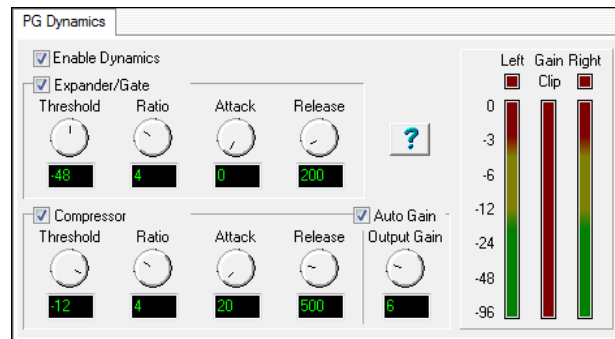 PG Dynamics
Enable Dynamics
Expander/Gate
Threshold Ratio Attack Release
-48 4 0 200
?
Compressor Auto Gain
Threshold Ratio Attack Release Output Gain
-12 4 20 500 6
Left Gain Right
Clip
0
-3
-6
-12
-24
-48
-96